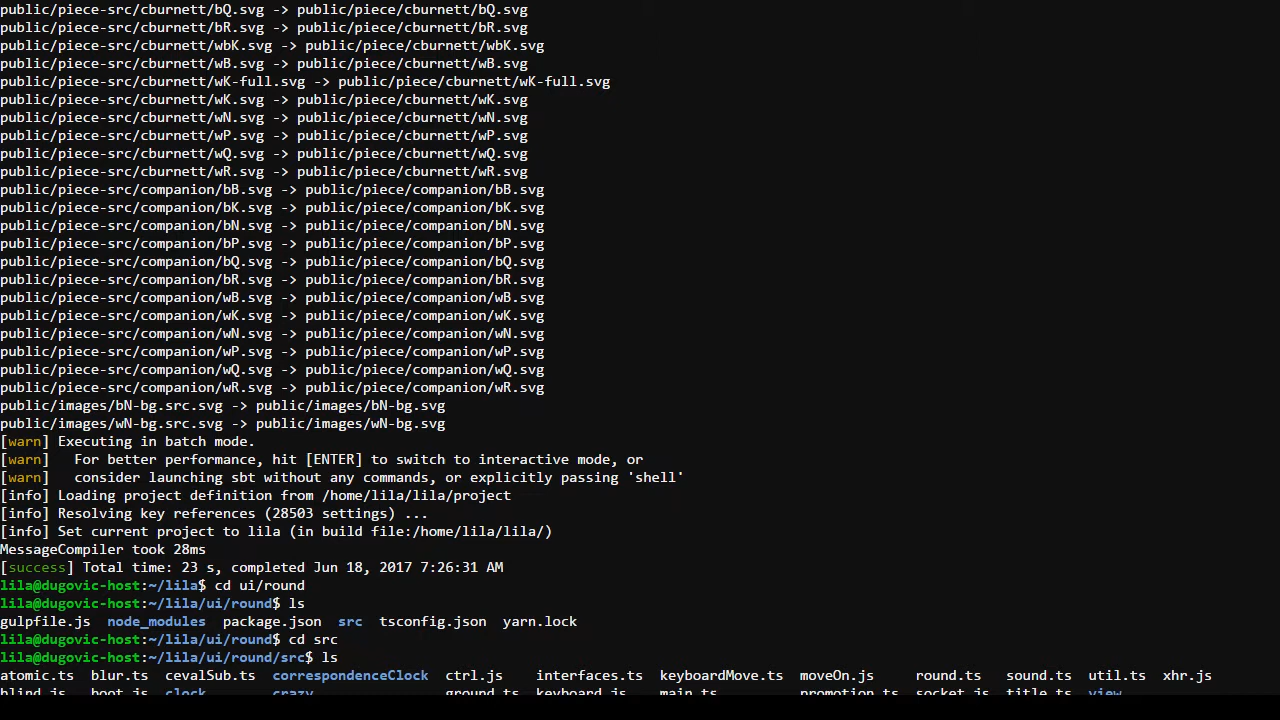 public/piece-src/cburnett/bQ.svg -> public/piece/cburnett/bQ.svg
public/piece-src/cburnett/bR.svg -> public/piece/cburnett/bR.svg
public/piece-src/cburnett/wbK.svg -> public/piece/cburnett/wbK.svg
public/piece-src/cburnett/wB.svg -> public/piece/cburnett/wB.svg
public/piece-src/cburnett/wK-full.svg -> public/piece/cburnett/wK-full.svg
public/piece-src/cburnett/wK.svg -> public/piece/cburnett/wK.svg
public/piece-src/cburnett/wN.svg -> public/piece/cburnett/wN.svg
public/piece-src/cburnett/wP.svg -> public/piece/cburnett/wP.svg
public/piece-src/cburnett/wQ.svg -> public/piece/cburnett/wQ.svg
public/piece-src/cburnett/wR.svg -> public/piece/cburnett/wR.svg
public/piece-src/companion/bB.svg -> public/piece/companion/bB.svg
public/piece-src/companion/bK.svg -> public/piece/companion/bK.svg
public/piece-src/companion/bN.svg -> public/piece/companion/bN.svg
public/piece-src/companion/bP.svg -> public/piece/companion/bP.svg
public/piece-src/companion/bQ.svg -> public/piece/companion/bQ.svg
public/piece-src/companion/bR.svg -> public/piece/companion/bR.svg
public/piece-src/companion/wB.svg -> public/piece/companion/wB.svg
public/piece-src/companion/wK.svg -> public/piece/companion/wK.svg
public/piece-src/companion/wN.svg -> public/piece/companion/wN.svg
public/piece-src/companion/wP.svg -> public/piece/companion/wP.svg
public/piece-src/companion/wQ.svg -> public/piece/companion/wQ.svg
public/piece-src/companion/wR.svg -> public/piece/companion/wR.svg
public/images/bN-bg.src.svg -> public/images/bN-bg.svg
public/images/wN-bg.src.svg -> public/images/wN-bg.svg
[warn] Executing in batch mode.
[warn]   For better performance, hit [ENTER] to switch to interactive mode, or
[warn]   consider launching sbt without any commands, or explicitly passing 'shell'
[info] Loading project definition from /home/lila/lila/project
[info] Resolving key references (28503 settings) ...
[info] Set current project to lila (in build file:/home/lila/lila/)
MessageCompiler took 28ms
[success] Total time: 23 s, completed Jun 18, 2017 7:26:31 AM
lila@dugovic-host:~/lila$ cd ui/round
lila@dugovic-host:~/lila/ui/round$ ls
gulpfile.js  node_modules  package.json  src  tsconfig.json  yarn.lock
lila@dugovic-host:~/lila/ui/round$ cd src
lila@dugovic-host:~/lila/ui/round/src$ ls
atomic.ts  blur.ts  cevalSub.ts  correspondenceClock  ctrl.js    interfaces.ts  keyboardMove.ts  moveOn.js     round.ts   sound.ts  util.ts  xhr.js
blind.js   boot.js  clock        crazy                ground.ts  keyboard.js    main.ts          promotion.ts  socket.js  title.ts  view